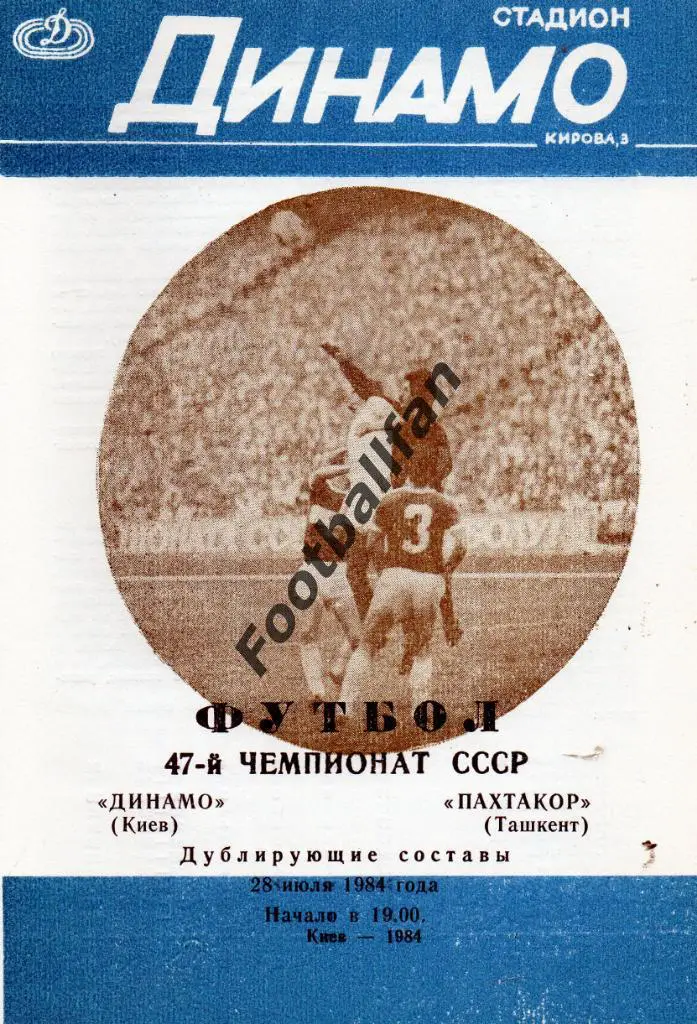 Д
СТАДИОН
ДИНАМО
КИРОВА, 3
3
Footballfan
ФУТБОЛ
47-й ЧЕМПИОНАТ СССР
«ДИНАМО» «ПАХТАКОР»
(Киев) (Ташкент)
Дублирующие составы
28 июля 1984 года
Начало в 19.00.
Киев — 1984